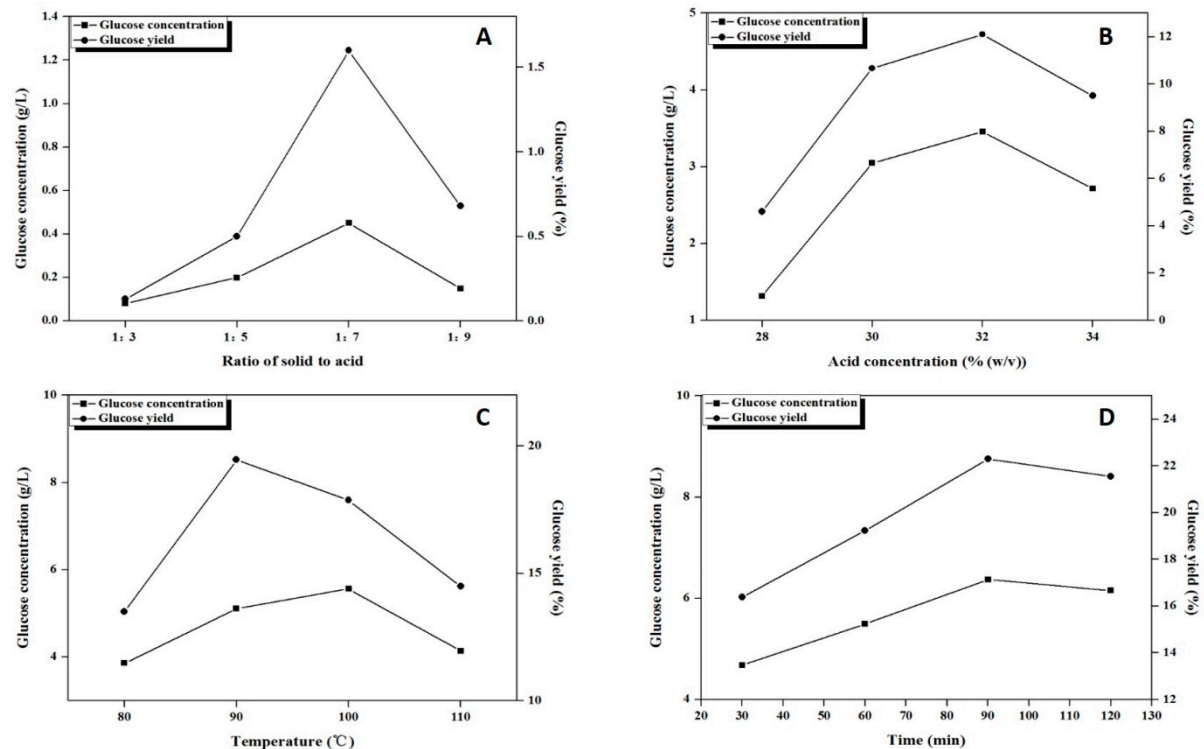 A
Glucose concentration
Glucose yield
Glucose concentration (g/L)
1.4
1.2
1.0
0.8
0.6
0.4
0.2
0.0
1.5
1.0
0.5
0.0
Glucose yield (%)
1: 3 1: 5 1: 7 1: 9
Ratio of solid to acid
B
Glucose concentration
Glucose yield
Glucose concentration (g/L)
5
4
3
2
1
12
10
8
6
4
2
0
Glucose yield (%)
28 30 32 34
Acid concentration (% (w/v))
C
Glucose concentration
Glucose yield
Glucose concentration (g/L)
10
8
6
4
20
15
10
Glucose yield (%)
80 90 100 110
Temperature (℃)
D
Glucose concentration
Glucose yield
Glucose concentration (g/L)
10
8
6
4
24
22
20
18
16
14
12
Glucose yield (%)
20 30 40 50 60 70 80 90 100 110 120 130
Time (min)